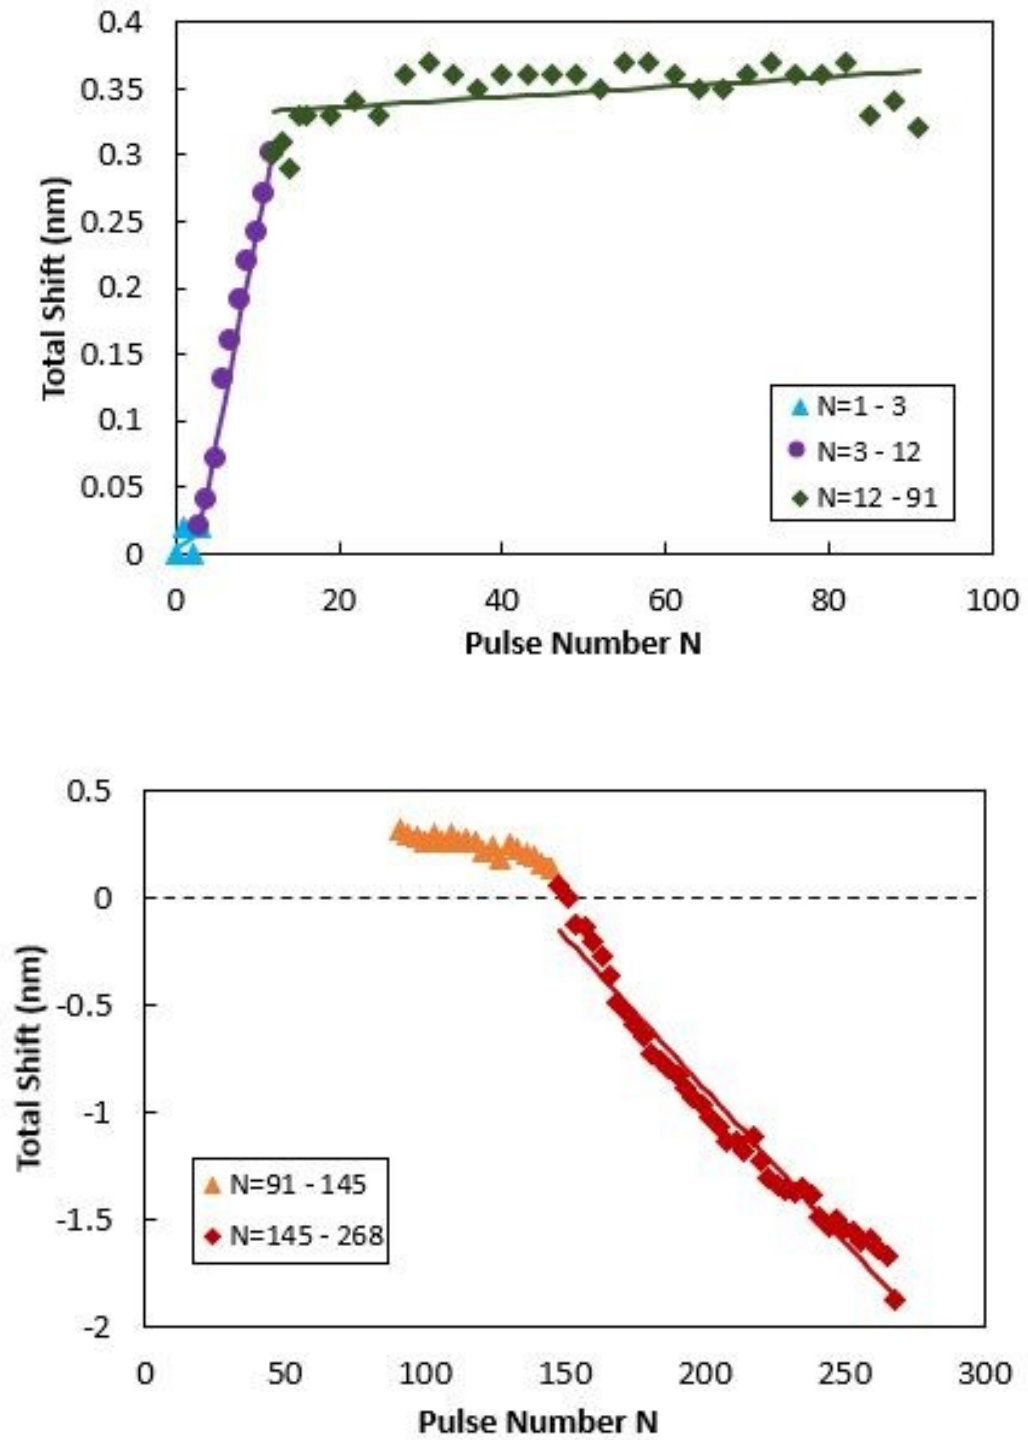 0.4
0.35
0.3
0.25
0.2
0.15
0.1
0.05
0
Total Shift (nm)
N=1 - 3
N=3 - 12
N=12 - 91
0 20 40 60 80 100
Pulse Number N
0.5
0
-0.5
-1
-1.5
-2
Total Shift (nm)
N=91 - 145
N=145 - 268
0 50 100 150 200 250 300
Pulse Number N